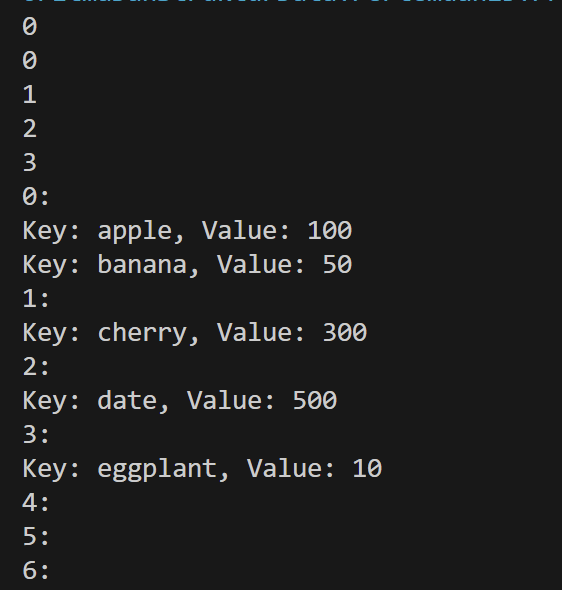 0
0
1
2
3
0:
Key: apple, Value: 100
Key: banana, Value: 50
1:
Key: cherry, Value: 300
2:
Key: date, Value: 500
3:
Key: eggplant, Value: 10
4:
5:
6: